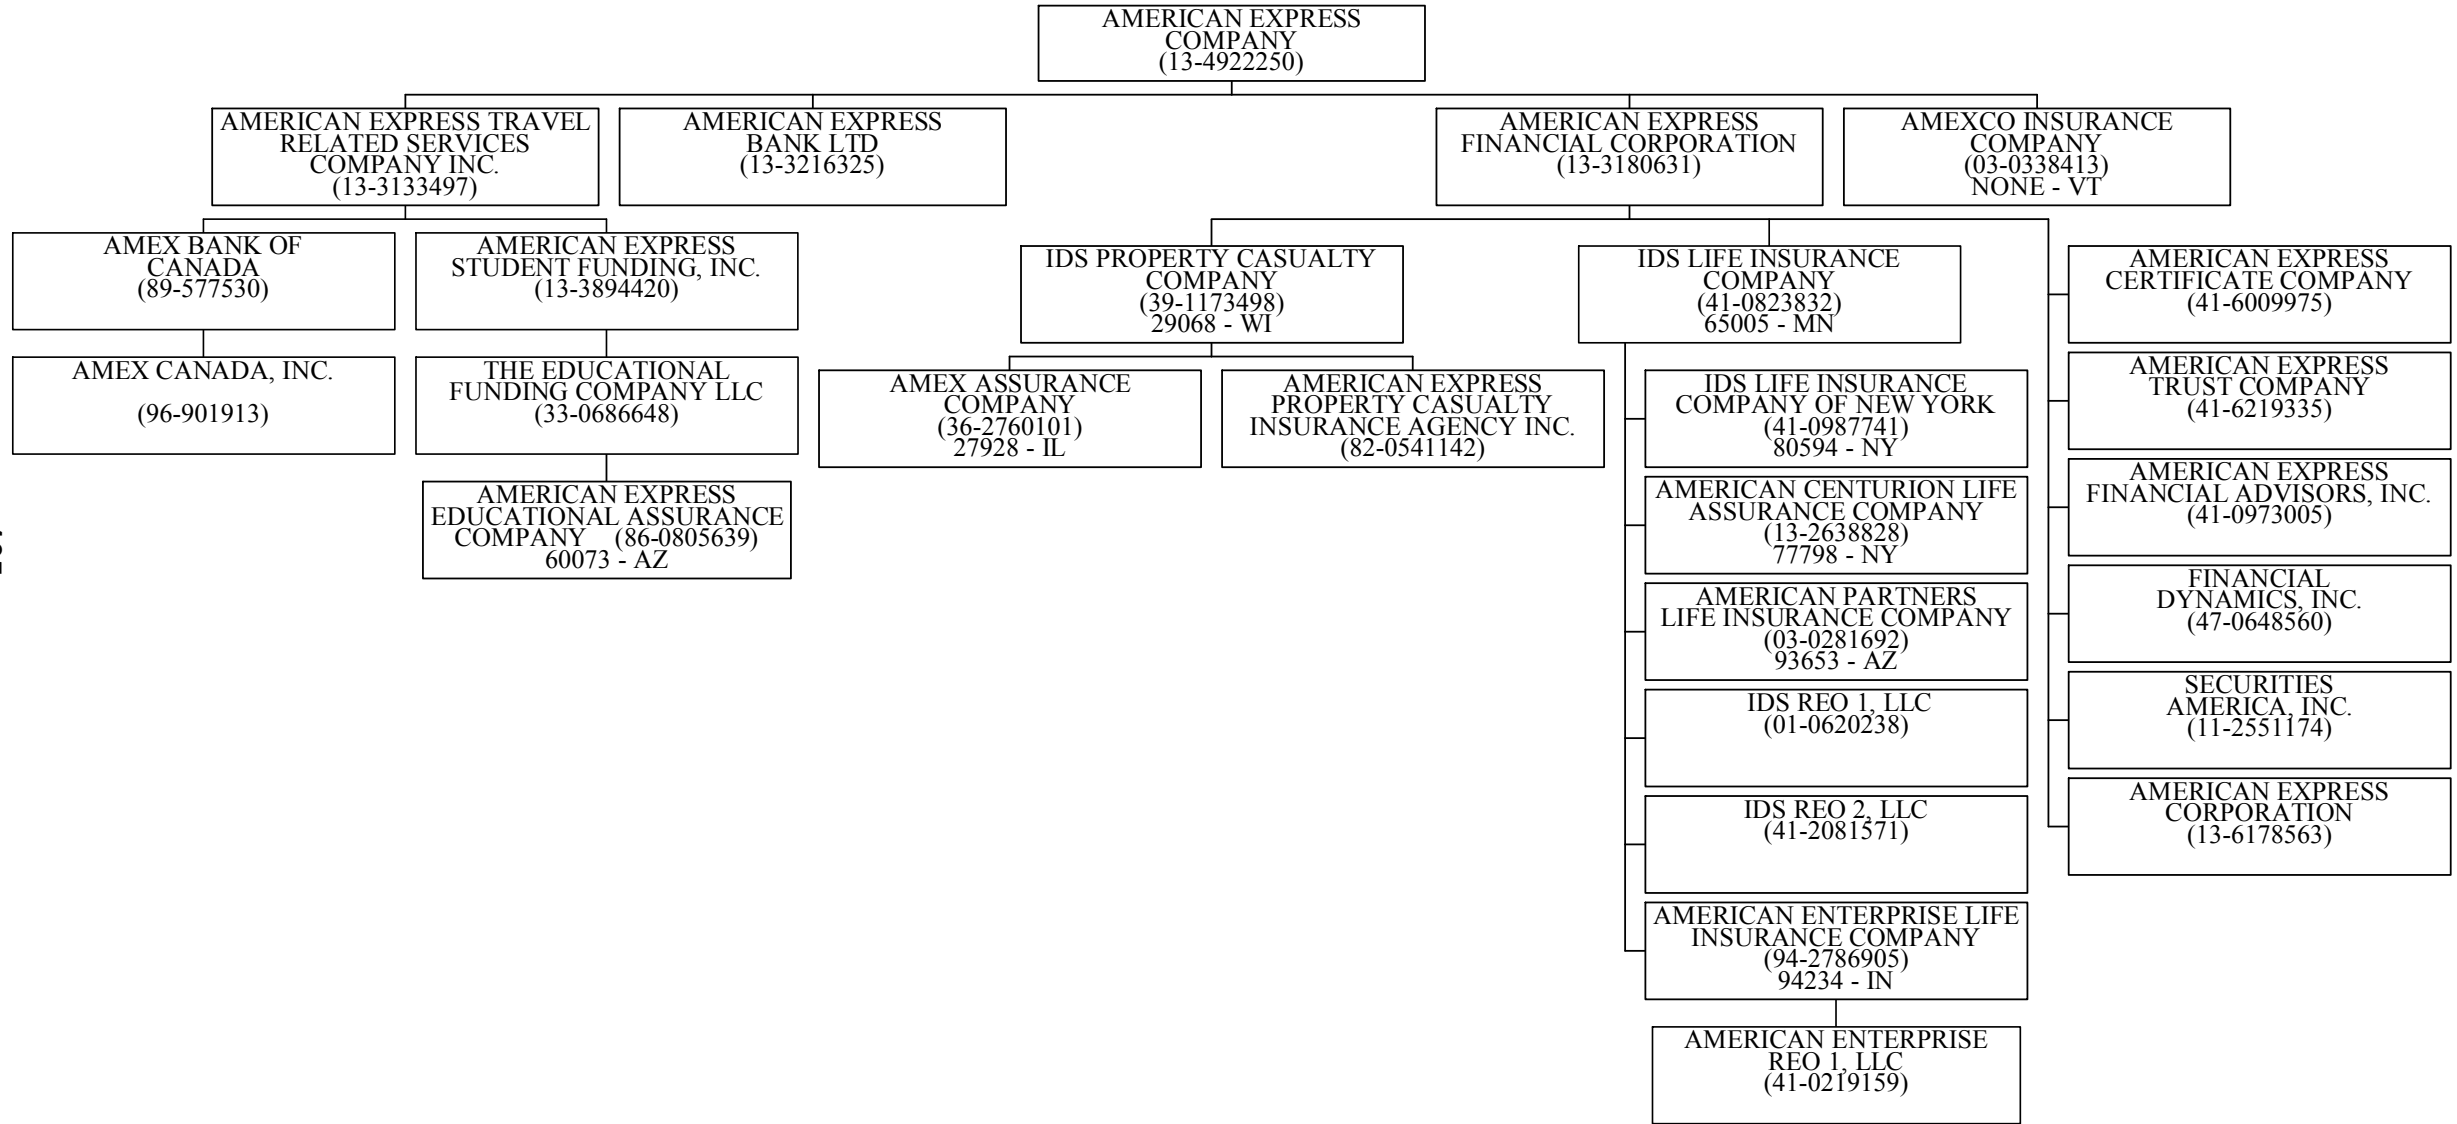 AMERICAN EXPRESS
COMPANY
(13-4922250)
AMERICAN EXPRESS TRAVEL
RELATED SERVICES
COMPANY INC.
(13-3133497)
AMERICAN EXPRESS
BANK LTD
(13-3216325)
AMERICAN EXPRESS
FINANCIAL CORPORATION
(13-3180631)
AMEXCO INSURANCE
COMPANY
(03-0338413)
NONE - VT
AMEX BANK OF
CANADA
(89-577530)
AMERICAN EXPRESS
STUDENT FUNDING, INC.
(13-3894420)
IDS PROPERTY CASUALTY
COMPANY
(39-1173498)
29068 - WI
IDS LIFE INSURANCE
COMPANY
(41-0823832)
65005 - MN
AMERICAN EXPRESS
CERTIFICATE COMPANY
(41-6009975)
AMEX CANADA, INC.
(96-901913)
THE EDUCATIONAL
FUNDING COMPANY LLC
(33-0686648)
AMEX ASSURANCE
COMPANY
(36-2760101)
27928 - IL
AMERICAN EXPRESS
PROPERTY CASUALTY
INSURANCE AGENCY INC.
(82-0541142)
IDS LIFE INSURANCE
COMPANY OF NEW YORK
(41-0987741)
80594 - NY
AMERICAN EXPRESS
TRUST COMPANY
(41-6219335)
AMERICAN EXPRESS
EDUCATIONAL ASSURANCE
COMPANY (86-0805639)
60073 - AZ
AMERICAN CENTURION LIFE
ASSURANCE COMPANY
(13-2638828)
77798 - NY
AMERICAN EXPRESS
FINANCIAL ADVISORS, INC.
(41-0973005)
AMERICAN PARTNERS
LIFE INSURANCE COMPANY
(03-0281692)
93653 - AZ
FINANCIAL
DYNAMICS, INC.
(47-0648560)
IDS REO 1, LLC
(01-0620238)
SECURITIES
AMERICA, INC.
(11-2551174)
IDS REO 2, LLC
(41-2081571)
AMERICAN EXPRESS
CORPORATION
(13-6178563)
AMERICAN ENTERPRISE LIFE
INSURANCE COMPANY
(94-2786905)
94234 - IN
AMERICAN ENTERPRISE
REO 1, LLC
(41-0219159)